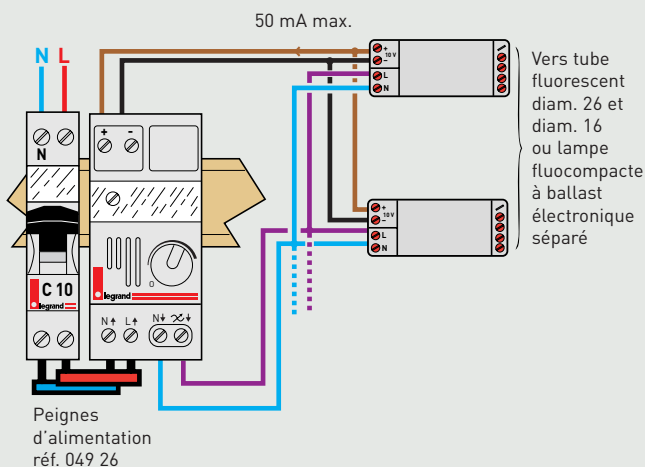 50 mA max.
N L
N
C 10
legrand
+ -
0
legrand
N L N
+
10 V
-
L
N
+
10 V
-
L
N
Vers tube
fluorescent
diam. 26 et
diam. 16
ou lampe
fluocompacte
à ballast
électronique
séparé
Peignes
d’alimentation
réf. 049 26